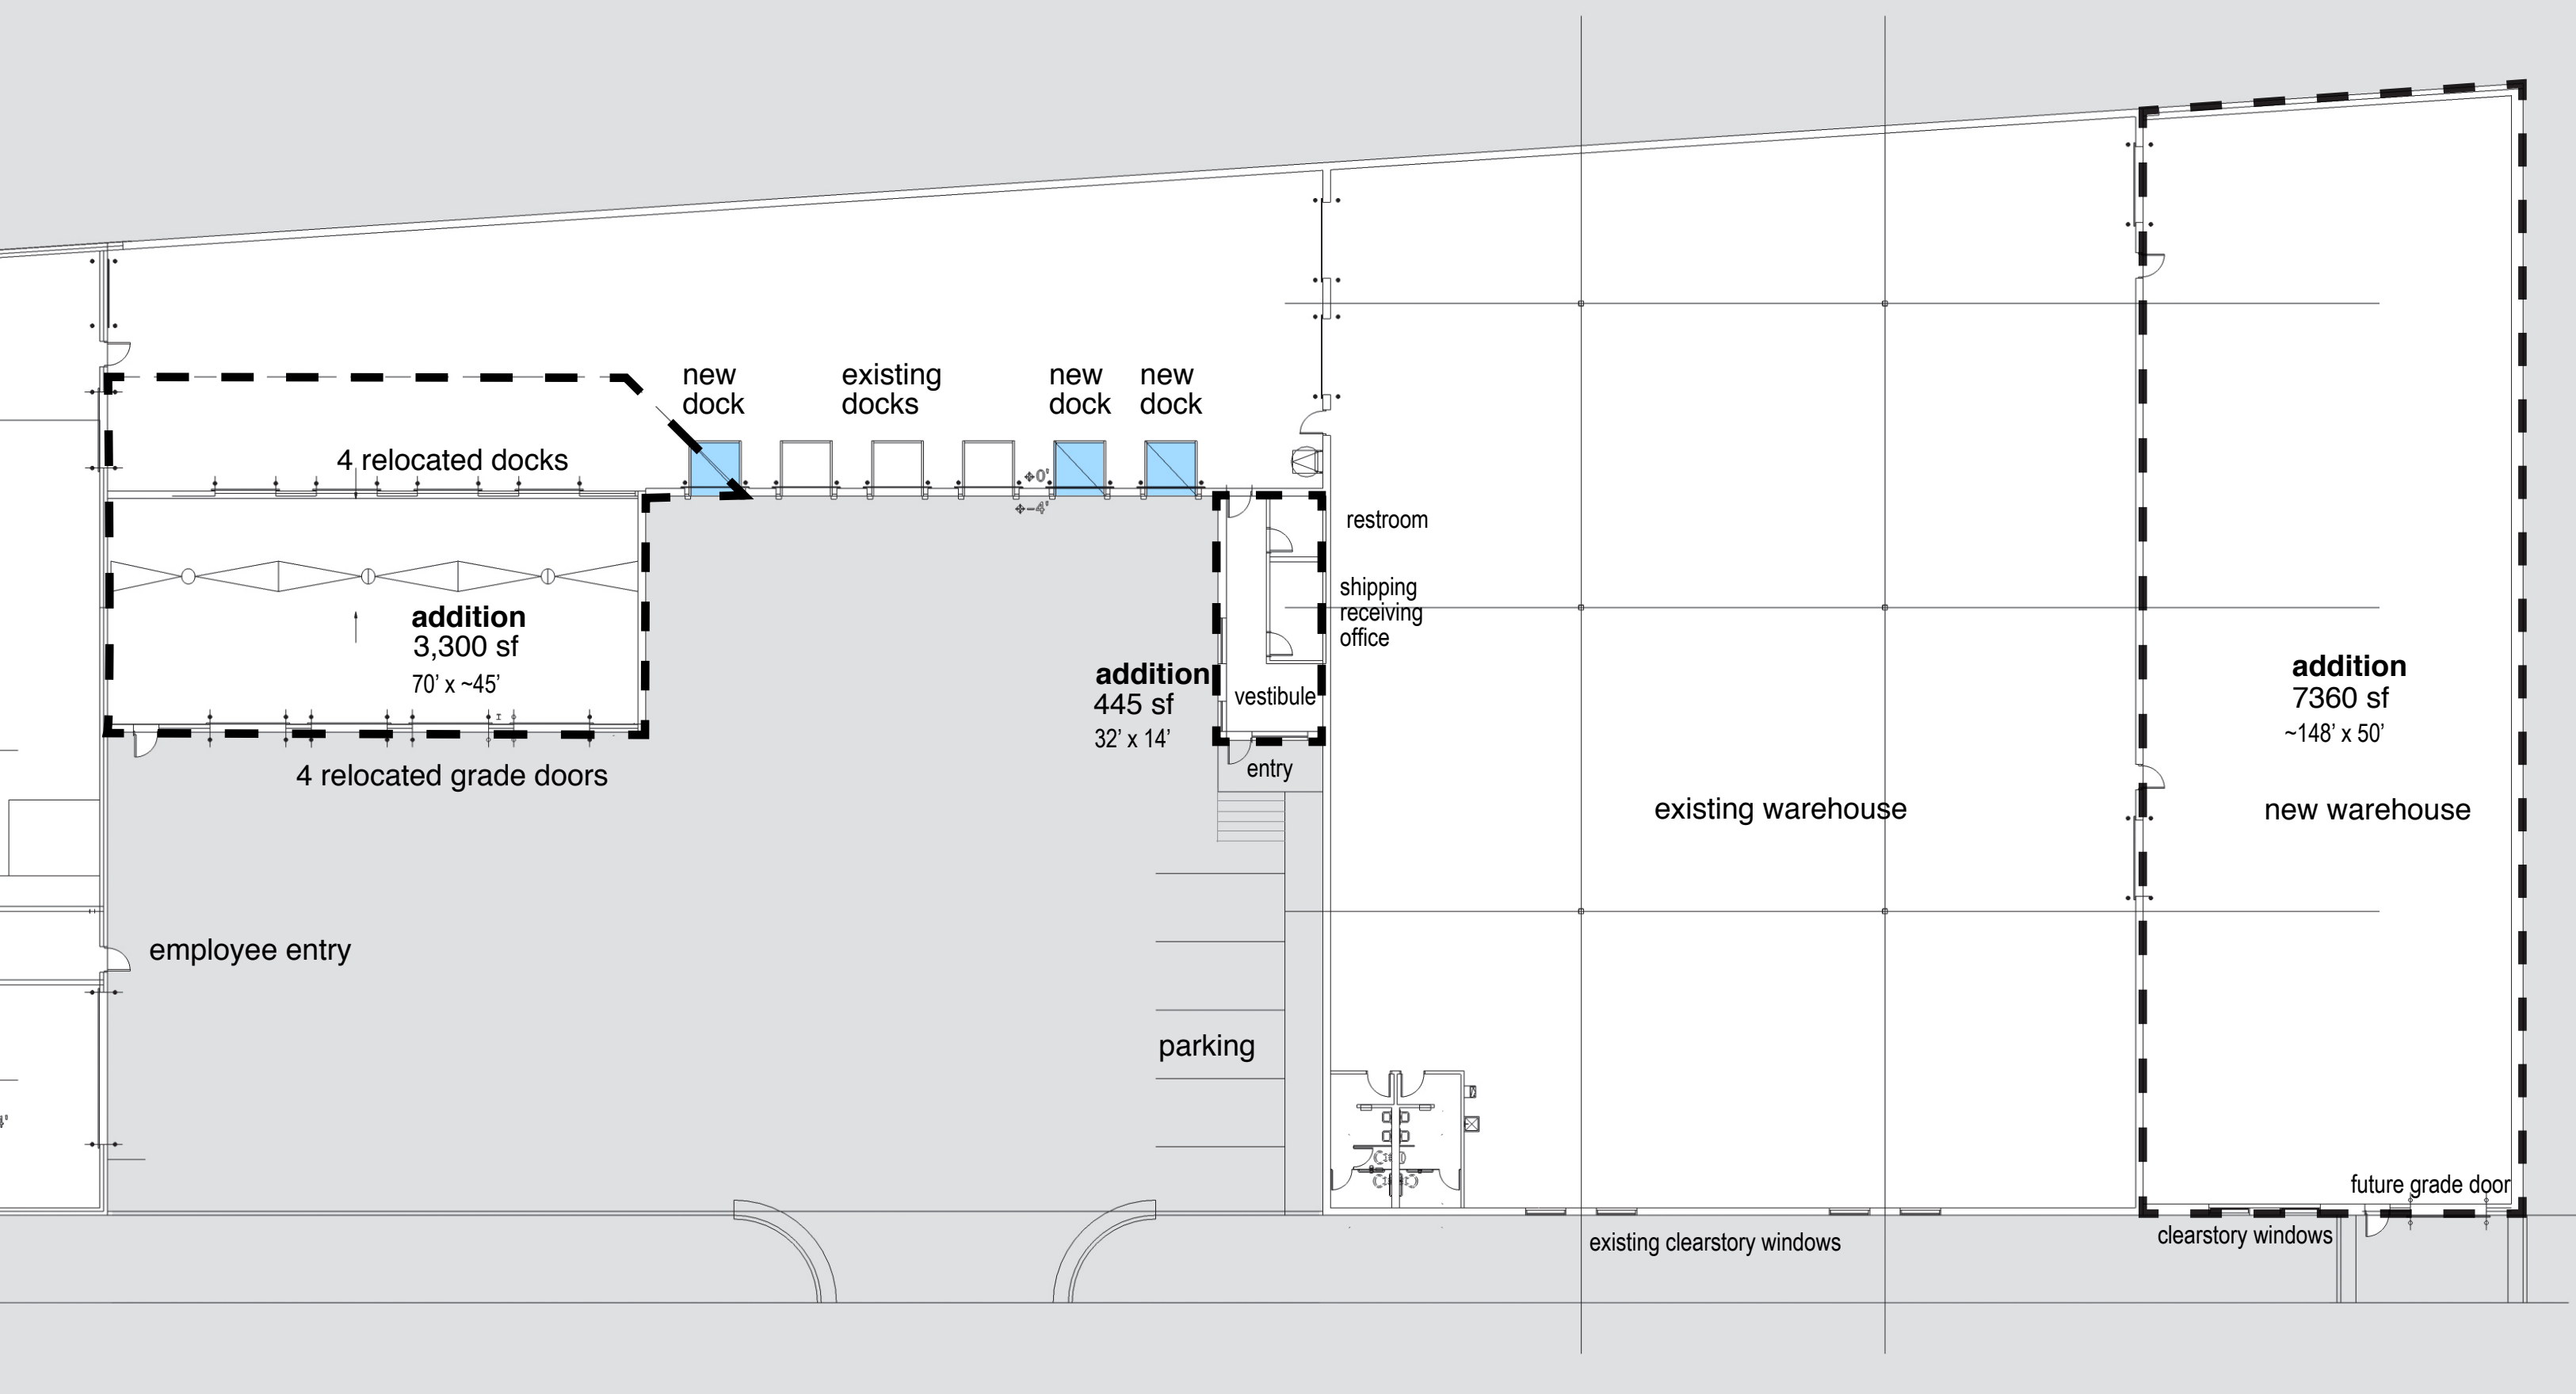 new
dock
existing
docks
new
dock
new
dock
4 relocated docks
+0'
+-4'
restroom
shipping
receiving
office
addition
3,300 sf
70’ x ~45’
addition
445 sf
32’ x 14’
vestibule
entry
addition
7360 sf
~148’ x 50’
4 relocated grade doors
existing warehouse
new warehouse
employee entry
parking
future grade door
existing clearstory windows
clearstory windows